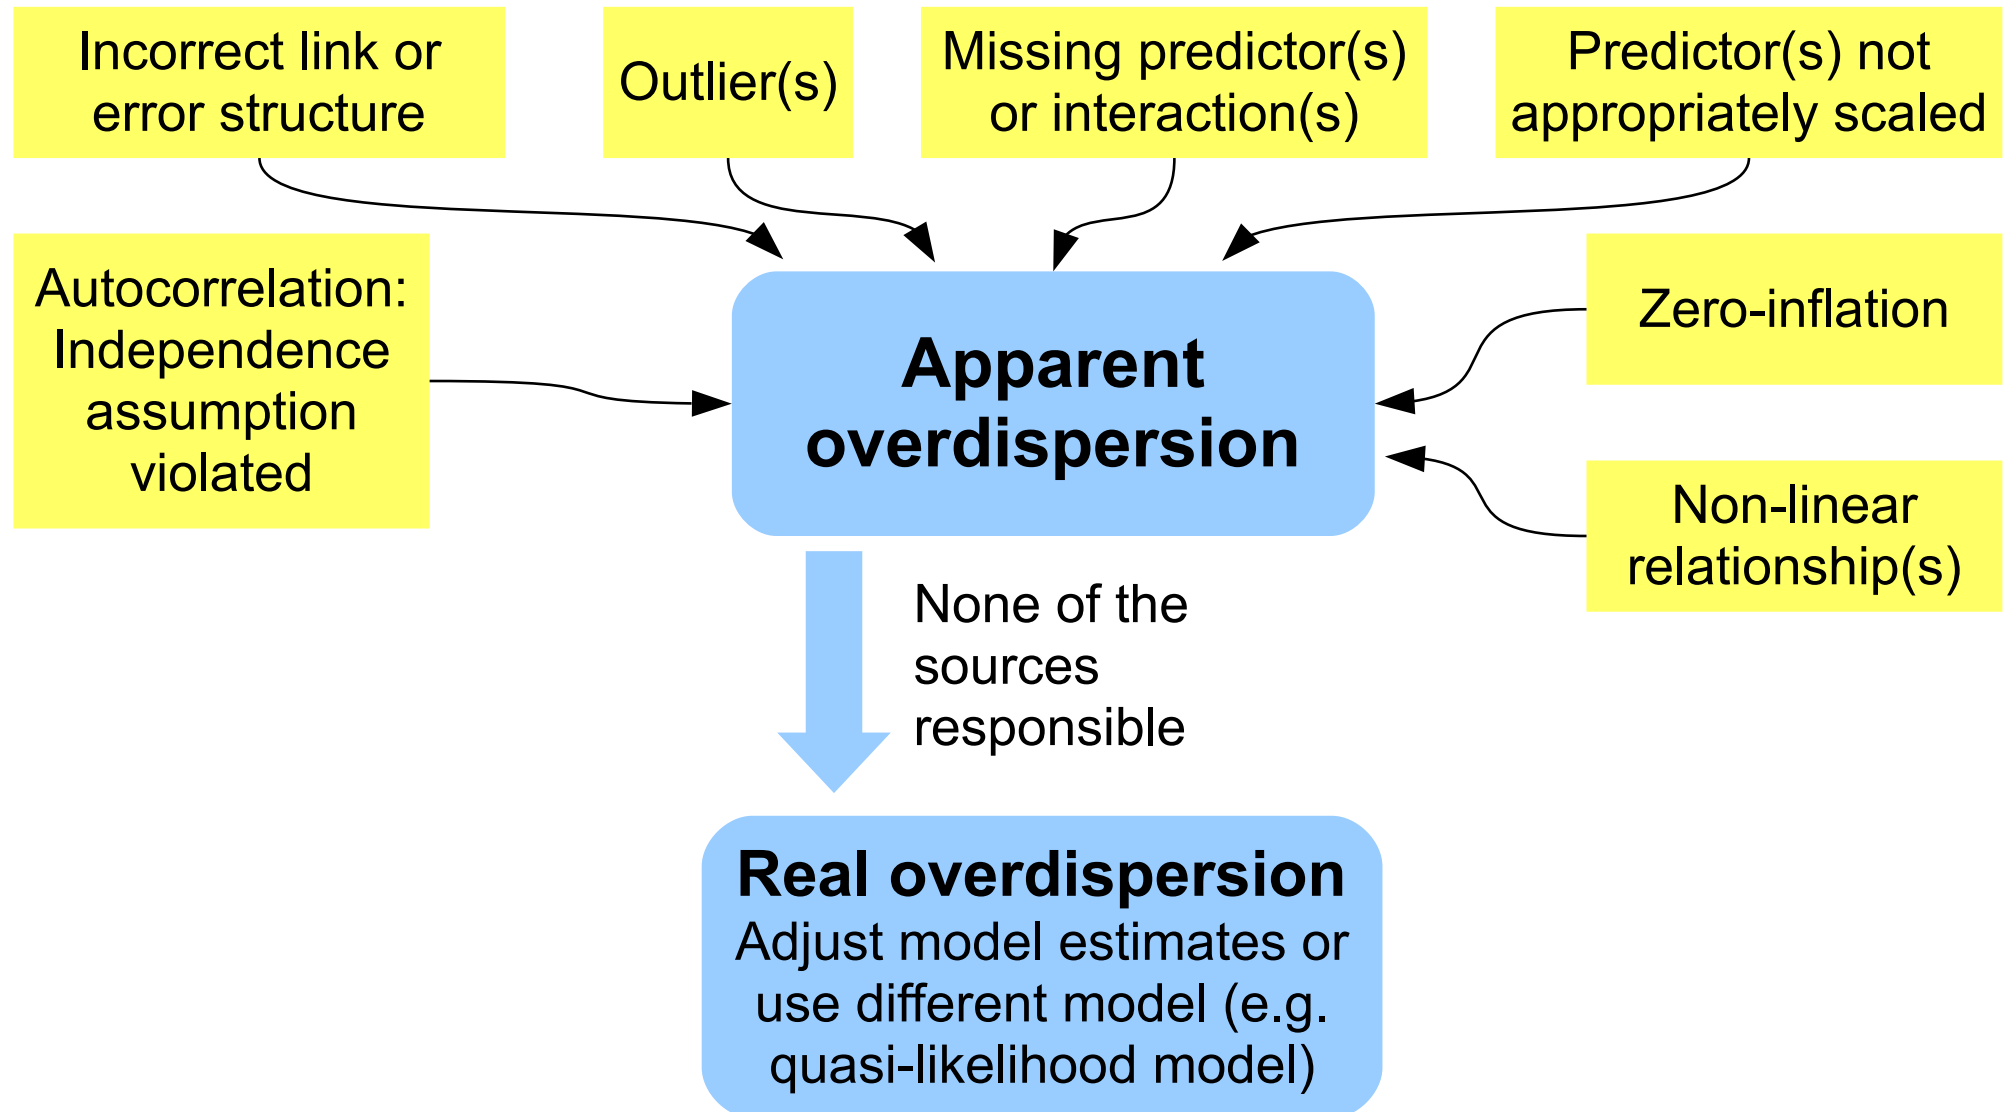 Incorrect link or
error structure
Outlier(s)
Missing predictor(s)
or interaction(s)
Predictor(s) not
appropriately scaled
Autocorrelation:
Independence
assumption
violated
Apparent
overdispersion
Zero-inflation
Non-linear
relationship(s)
None of the
sources
responsible
Real overdispersion
Adjust model estimates or
use different model (e.g.
quasi-likelihood model)